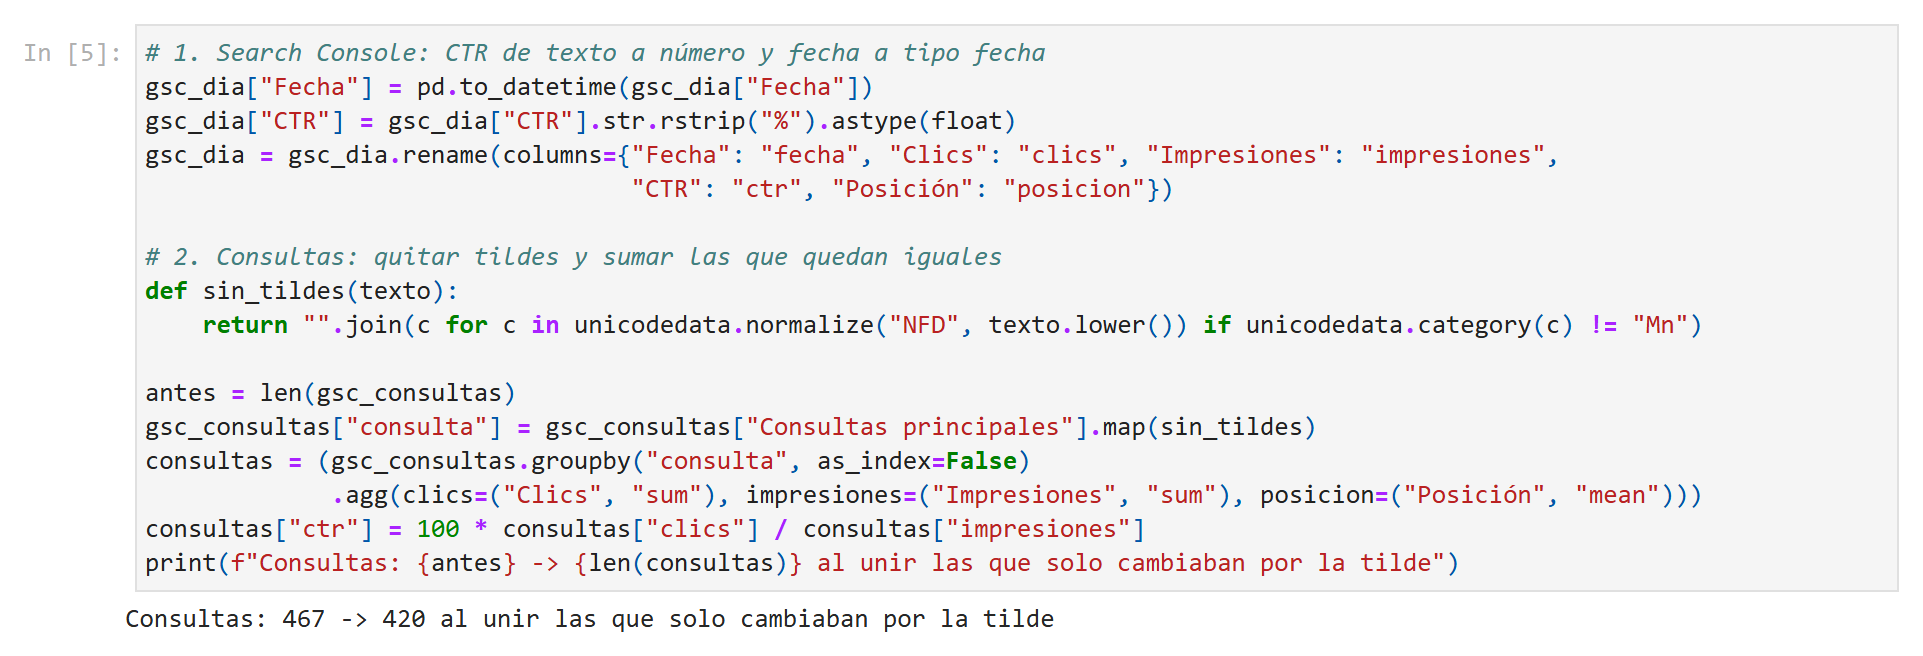 In [5]:
# 1. Search Console: CTR de texto a número y fecha a tipo fecha
gsc_dia["Fecha"] = pd.to_datetime(gsc_dia["Fecha"])
gsc_dia["CTR"] = gsc_dia["CTR"].str.rstrip("%").astype(float)
gsc_dia = gsc_dia.rename(columns={"Fecha": "fecha", "Clics": "clics", "Impresiones": "impresiones",
                                  "CTR": "ctr", "Posición": "posicion"})

# 2. Consultas: quitar tildes y sumar las que quedan iguales
def sin_tildes(texto):
    return "".join(c for c in unicodedata.normalize("NFD", texto.lower()) if unicodedata.category(c) != "Mn")

antes = len(gsc_consultas)
gsc_consultas["consulta"] = gsc_consultas["Consultas principales"].map(sin_tildes)
consultas = (gsc_consultas.groupby("consulta", as_index=False)
             .agg(clics=("Clics", "sum"), impresiones=("Impresiones", "sum"), posicion=("Posición", "mean")))
consultas["ctr"] = 100 * consultas["clics"] / consultas["impresiones"]
print(f"Consultas: {antes} -> {len(consultas)} al unir las que solo cambiaban por la tilde")
Consultas: 467 -> 420 al unir las que solo cambiaban por la tilde